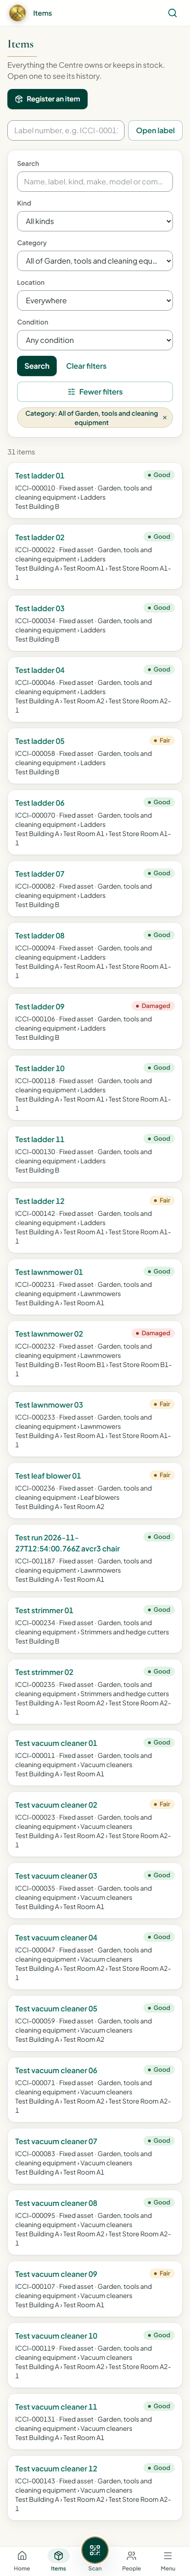 Items
Items
Everything the Centre owns or keeps in stock.
Open one to see its history.
Register an item
Label number, e.g. ICCI-0001
Open label
Search
Name, label, kind, make, model or com…
Kind
All kinds
Category
All of Garden, tools and cleaning equ…
Location
Everywhere
Condition
Any condition
Search
Clear filters
Fewer filters
Category: All of Garden, tools and cleaning
equipment ×
31 items
Test ladder 01
Good
ICCI-000010 · Fixed asset · Garden, tools and
cleaning equipment › Ladders
Test Building B
Test ladder 02
Good
ICCI-000022 · Fixed asset · Garden, tools and
cleaning equipment › Ladders
Test Building A › Test Room A1 › Test Store Room A1-
1
Test ladder 03
Good
ICCI-000034 · Fixed asset · Garden, tools and
cleaning equipment › Ladders
Test Building B
Test ladder 04
Good
ICCI-000046 · Fixed asset · Garden, tools and
cleaning equipment › Ladders
Test Building A › Test Room A2 › Test Store Room A2-
1
Test ladder 05
Fair
ICCI-000058 · Fixed asset · Garden, tools and
cleaning equipment › Ladders
Test Building B
Test ladder 06
Good
ICCI-000070 · Fixed asset · Garden, tools and
cleaning equipment › Ladders
Test Building A › Test Room A1 › Test Store Room A1-
1
Test ladder 07
Good
ICCI-000082 · Fixed asset · Garden, tools and
cleaning equipment › Ladders
Test Building B
Test ladder 08
Good
ICCI-000094 · Fixed asset · Garden, tools and
cleaning equipment › Ladders
Test Building A › Test Room A1 › Test Store Room A1-
1
Test ladder 09
Damaged
ICCI-000106 · Fixed asset · Garden, tools and
cleaning equipment › Ladders
Test Building B
Test ladder 10
Good
ICCI-000118 · Fixed asset · Garden, tools and
cleaning equipment › Ladders
Test Building A › Test Room A1 › Test Store Room A1-
1
Test ladder 11
Good
ICCI-000130 · Fixed asset · Garden, tools and
cleaning equipment › Ladders
Test Building B
Test ladder 12
Fair
ICCI-000142 · Fixed asset · Garden, tools and
cleaning equipment › Ladders
Test Building A › Test Room A1 › Test Store Room A1-
1
Test lawnmower 01
Good
ICCI-000231 · Fixed asset · Garden, tools and
cleaning equipment › Lawnmowers
Test Building A › Test Room A1
Test lawnmower 02
Damaged
ICCI-000232 · Fixed asset · Garden, tools and
cleaning equipment › Lawnmowers
Test Building B › Test Room B1 › Test Store Room B1-
1
Test lawnmower 03
Fair
ICCI-000233 · Fixed asset · Garden, tools and
cleaning equipment › Lawnmowers
Test Building A › Test Room A1 › Test Store Room A1-
1
Test leaf blower 01
Fair
ICCI-000236 · Fixed asset · Garden, tools and
cleaning equipment › Leaf blowers
Test Building A › Test Room A2
Test run 2026-11-
27T12:54:00.766Z avcr3 chair
Good
ICCI-001187 · Fixed asset · Garden, tools and
cleaning equipment › Lawnmowers
Test Building A › Test Room A1
Test strimmer 01
Good
ICCI-000234 · Fixed asset · Garden, tools and
cleaning equipment › Strimmers and hedge cutters
Test Building B
Test strimmer 02
Good
ICCI-000235 · Fixed asset · Garden, tools and
cleaning equipment › Strimmers and hedge cutters
Test Building A › Test Room A2 › Test Store Room A2-
1
Test vacuum cleaner 01
Good
ICCI-000011 · Fixed asset · Garden, tools and
cleaning equipment › Vacuum cleaners
Test Building A › Test Room A1
Test vacuum cleaner 02
Fair
ICCI-000023 · Fixed asset · Garden, tools and
cleaning equipment › Vacuum cleaners
Test Building A › Test Room A2 › Test Store Room A2-
1
Test vacuum cleaner 03
Good
ICCI-000035 · Fixed asset · Garden, tools and
cleaning equipment › Vacuum cleaners
Test Building A › Test Room A1
Test vacuum cleaner 04
Good
ICCI-000047 · Fixed asset · Garden, tools and
cleaning equipment › Vacuum cleaners
Test Building A › Test Room A2 › Test Store Room A2-
1
Test vacuum cleaner 05
Good
ICCI-000059 · Fixed asset · Garden, tools and
cleaning equipment › Vacuum cleaners
Test Building A › Test Room A2
Test vacuum cleaner 06
Good
ICCI-000071 · Fixed asset · Garden, tools and
cleaning equipment › Vacuum cleaners
Test Building A › Test Room A2 › Test Store Room A2-
1
Test vacuum cleaner 07
Good
ICCI-000083 · Fixed asset · Garden, tools and
cleaning equipment › Vacuum cleaners
Test Building A › Test Room A1
Test vacuum cleaner 08
Good
ICCI-000095 · Fixed asset · Garden, tools and
cleaning equipment › Vacuum cleaners
Test Building A › Test Room A2 › Test Store Room A2-
1
Test vacuum cleaner 09
Fair
ICCI-000107 · Fixed asset · Garden, tools and
cleaning equipment › Vacuum cleaners
Test Building A › Test Room A1
Test vacuum cleaner 10
Good
ICCI-000119 · Fixed asset · Garden, tools and
cleaning equipment › Vacuum cleaners
Test Building A › Test Room A2 › Test Store Room A2-
1
Test vacuum cleaner 11
Good
ICCI-000131 · Fixed asset · Garden, tools and
cleaning equipment › Vacuum cleaners
Test Building A › Test Room A1
Test vacuum cleaner 12
Good
ICCI-000143 · Fixed asset · Garden, tools and
cleaning equipment › Vacuum cleaners
Test Building A › Test Room A2 › Test Store Room A2-
1
Home
Items
Scan
People
Menu